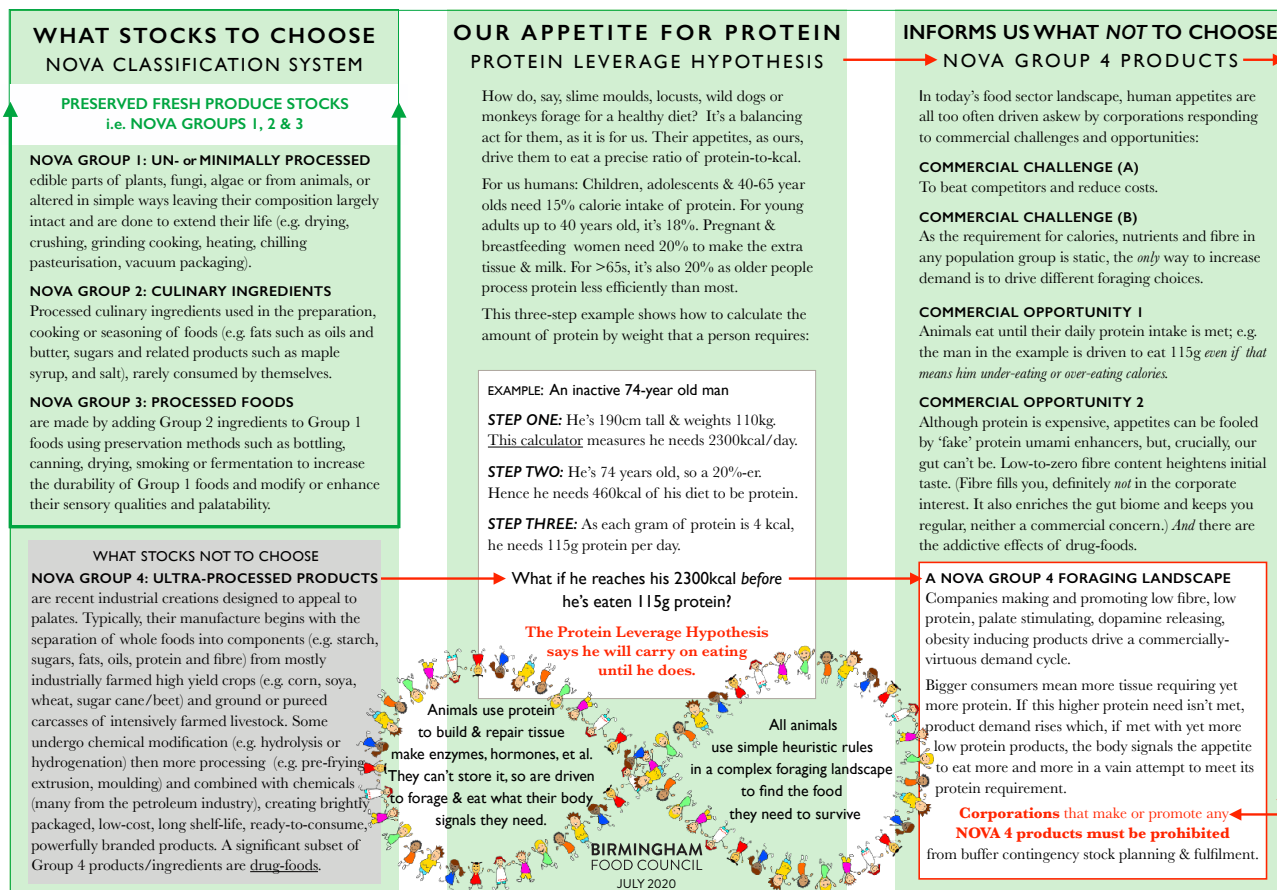 WHAT STOCKS TO CHOOSE
NOVA CLASSIFICATION SYSTEM
PRESERVED FRESH PRODUCE STOCKS
i.e. NOVA GROUPS 1, 2 & 3
NOVA GROUP 1: UN- or MINIMALLY PROCESSED
edible parts of plants, fungi, algae or from animals, or
altered in simple ways leaving their composition largely
intact and are done to extend their life (e.g. drying,
crushing, grinding cooking, heating, chilling
pasteurisation, vacuum packaging).
NOVA GROUP 2: CULINARY INGREDIENTS
Processed culinary ingredients used in the preparation,
cooking or seasoning of foods (e.g. fats such as oils and
butter, sugars and related products such as maple
syrup, and salt), rarely consumed by themselves.
NOVA GROUP 3: PROCESSED FOODS
are made by adding Group 2 ingredients to Group 1
foods using preservation methods such as bottling,
canning, drying, smoking or fermentation to increase
the durability of Group 1 foods and modify or enhance
their sensory qualities and palatability.
WHAT STOCKS NOT TO CHOOSE
NOVA GROUP 4: ULTRA-PROCESSED PRODUCTS
are recent industrial creations designed to appeal to
palates. Typically, their manufacture begins with the
separation of whole foods into components (e.g. starch,
sugars, fats, oils, protein and fibre) from mostly
industrially farmed high yield crops (e.g. corn, soya,
wheat, sugar cane/beet) and ground or pureed
carcasses of intensively farmed livestock. Some
undergo chemical modification (e.g. hydrolysis or
hydrogenation) then more processing (e.g. pre-frying,
extrusion, moulding) and combined with chemicals
(many from the petroleum industry), creating brightly
packaged, low-cost, long shelf-life, ready-to-consume,
powerfully branded products. A significant subset of
Group 4 products/ingredients are drug-foods.
OUR APPETITE FOR PROTEIN
PROTEIN LEVERAGE HYPOTHESIS
How do, say, slime moulds, locusts, wild dogs or
monkeys forage for a healthy diet? It's a balancing
act for them, as it is for us. Their appetites, as ours,
drive them to eat a precise ratio of protein-to-kcal.
For us humans: Children, adolescents & 40-65 year
olds need 15% calorie intake of protein. For young
adults up to 40 years old, it's 18%. Pregnant &
breastfeeding women need 20% to make the extra
tissue & milk. For >65s, it's also 20% as older people
process protein less efficiently than most.
This three-step example shows how to calculate the
amount of protein by weight that a person requires:
EXAMPLE: An inactive 74-year old man
STEP ONE: He's 190cm tall & weights 110kg.
This calculator measures he needs 2300kcal/day.
STEP TWO: He's 74 years old, so a 20%-er.
Hence he needs 460kcal of his diet to be protein.
STEP THREE: As each gram of protein is 4 kcal,
he needs 115g protein per day.
What if he reaches his 2300kcal before
he's eaten 115g protein?
The Protein Leverage Hypothesis
says he will carry on eating
until he does.
Animals use protein
to build & repair tissue
make enzymes, hormones, et al.
They can't store it, so are driven
to forage & eat what their body
signals they need.
All animals
use simple heuristic rules
in a complex foraging landscape
to find the food
they need to survive
BIRMINGHAM
FOOD COUNCIL
JULY 2020
INFORMS US WHAT NOT TO CHOOSE
NOVA GROUP 4 PRODUCTS
In today's food sector landscape, human appetites are
all too often driven askew by corporations responding
to commercial challenges and opportunities:
COMMERCIAL CHALLENGE (A)
To beat competitors and reduce costs.
COMMERCIAL CHALLENGE (B)
As the requirement for calories, nutrients and fibre in
any population group is static, the only way to increase
demand is to drive different foraging choices.
COMMERCIAL OPPORTUNITY 1
Animals eat until their daily protein intake is met; e.g.
the man in the example is driven to eat 115g even if that
means him under-eating or over-eating calories.
COMMERCIAL OPPORTUNITY 2
Although protein is expensive, appetites can be fooled
by 'fake' protein umami enhancers, but, crucially, our
gut can't be. Low-to-zero fibre content heightens initial
taste. (Fibre fills you, definitely not in the corporate
interest. It also enriches the gut biome and keeps you
regular, neither a commercial concern.) And there are
the addictive effects of drug-foods.
A NOVA GROUP 4 FORAGING LANDSCAPE
Companies making and promoting low fibre, low
protein, palate stimulating, dopamine releasing,
obesity inducing products drive a commercially-
virtuous demand cycle.
Bigger consumers mean more tissue requiring yet
more protein. If this higher protein need isn't met,
product demand rises which, if met with yet more
low protein products, the body signals the appetite
to eat more and more in a vain attempt to meet its
protein requirement.
Corporations that make or promote any
NOVA 4 products must be prohibited
from buffer contingency stock planning & fulfilment.